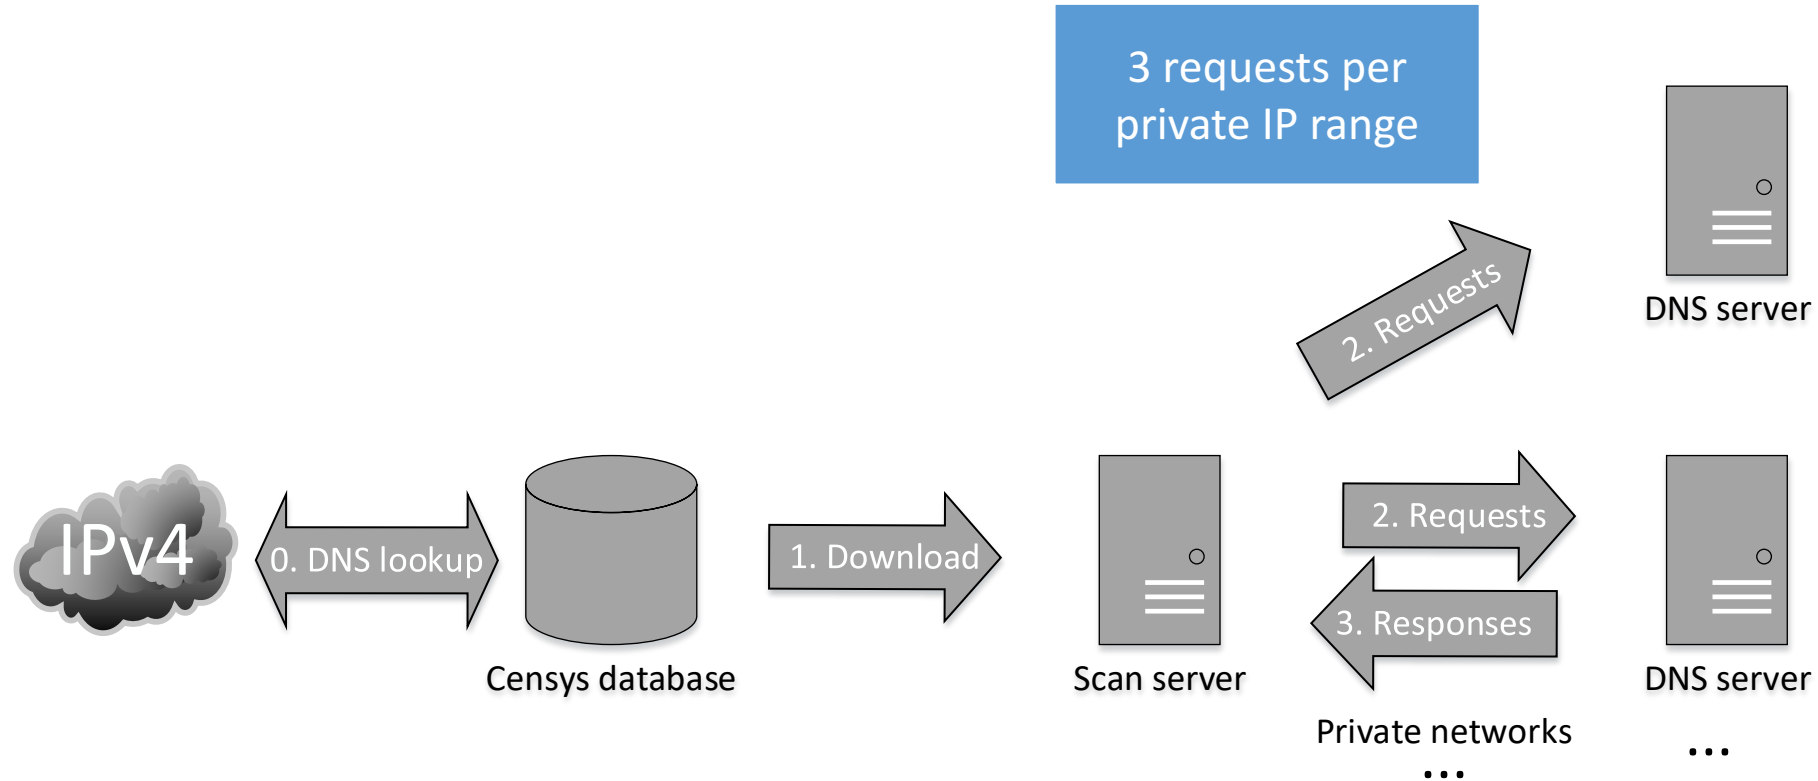 3 requests per
private IP range
2. Requests
DNS server
IPv4
0. DNS lookup
1. Download
2. Requests
3. Responses
Censys database
Scan server
DNS server
Private networks
...
...